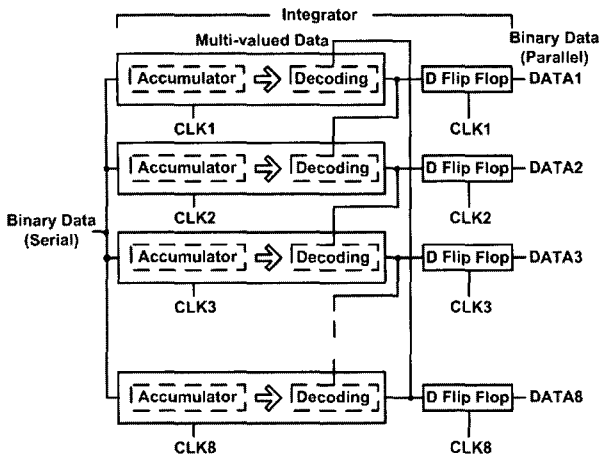 Integrator
Multi-valued Data
Binary Data
(Parallel)
Accumulator
Decoding
D Flip Flop
DATA1
CLK1
CLK1
Accumulator
Decoding
D Flip Flop
DATA2
CLK2
CLK2
Binary Data
(Serial)
Accumulator
Decoding
D Flip Flop
DATA3
CLK3
CLK3
Accumulator
Decoding
D Flip Flop
DATA8
CLK8
CLK8